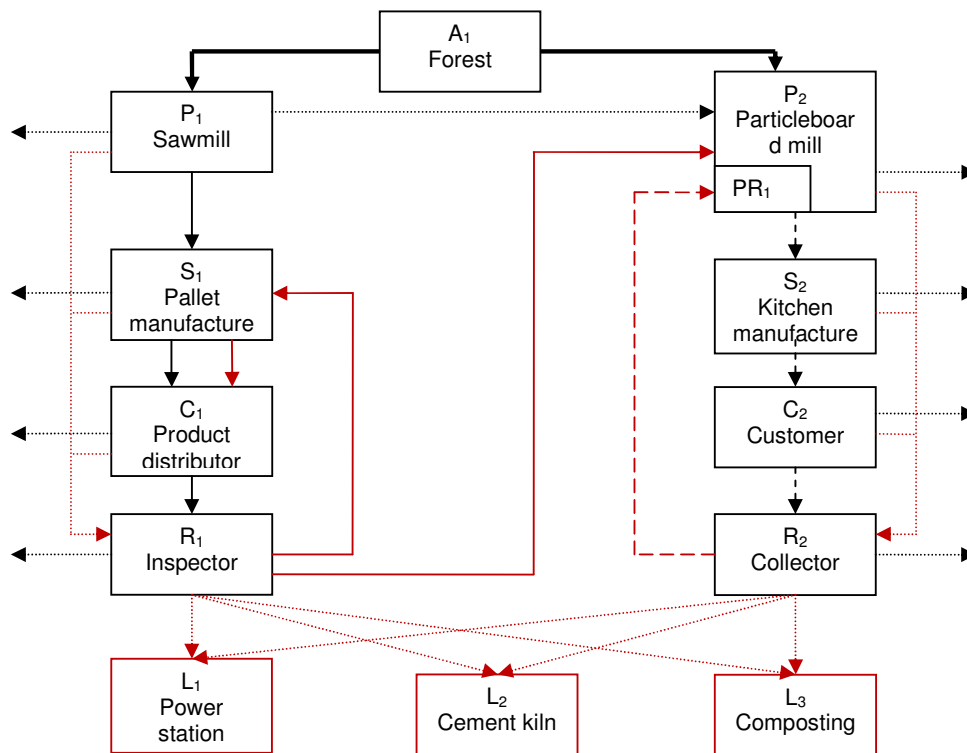 A₁
Forest
P₁
Sawmill
P₂
Particleboar
d mill
PR₁
S₁
Pallet
manufacture
S₂
Kitchen
manufacture
C₁
Product
distributor
C₂
Customer
R₁
Inspector
R₂
Collector
L₁
Power
station
L₂
Cement kiln
L₃
Composting